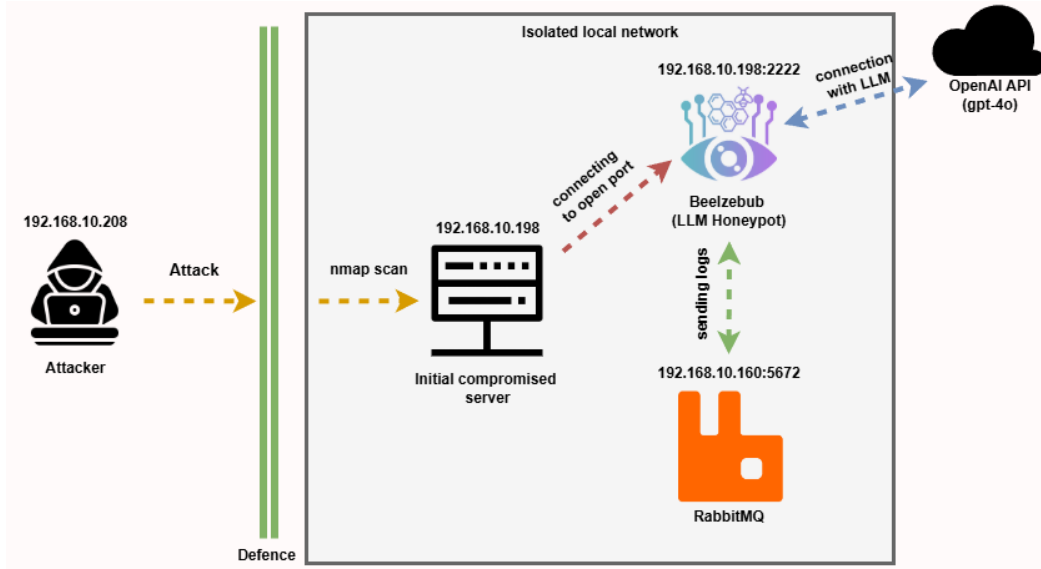 Isolated local network
192.168.10.198:2222
connection
with LLM
OpenAI API
(gpt-4o)
connecting
to open port
Beelzebub
(LLM Honeypot)
192.168.10.208
192.168.10.198
Attack
nmap scan
sending logs
Attacker
Initial compromised
server
192.168.10.160:5672
RabbitMQ
Defence